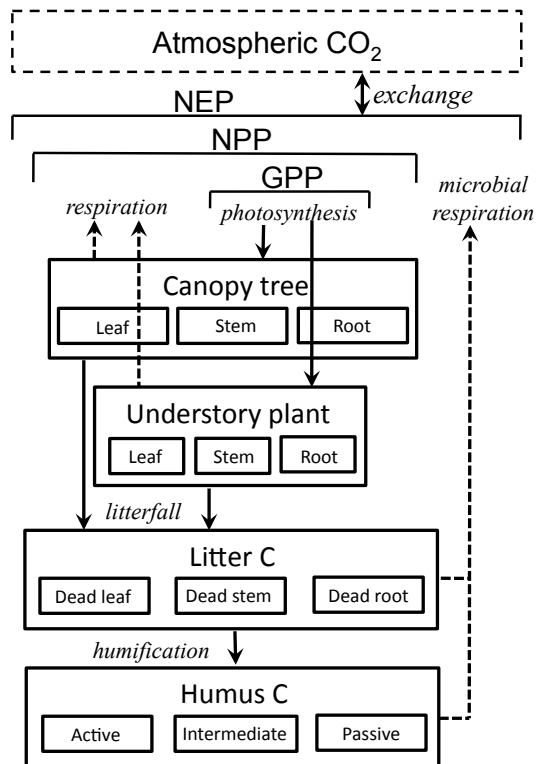 Atmospheric CO₂
exchange
NEP
NPP
GPP
microbial
respiration
respiration
photosynthesis
Canopy tree
Leaf
Stem
Root
Understory plant
Leaf
Stem
Root
litterfall
Litter C
Dead leaf
Dead stem
Dead root
humification
Humus C
Active
Intermediate
Passive